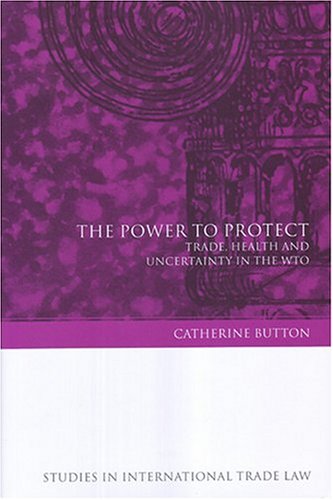 THE POWER TO PROTECT
TRADE, HEALTH AND
UNCERTAINTY IN THE WTO
CATHERINE BUTTON
STUDIES IN INTERNATIONAL TRADE LAW